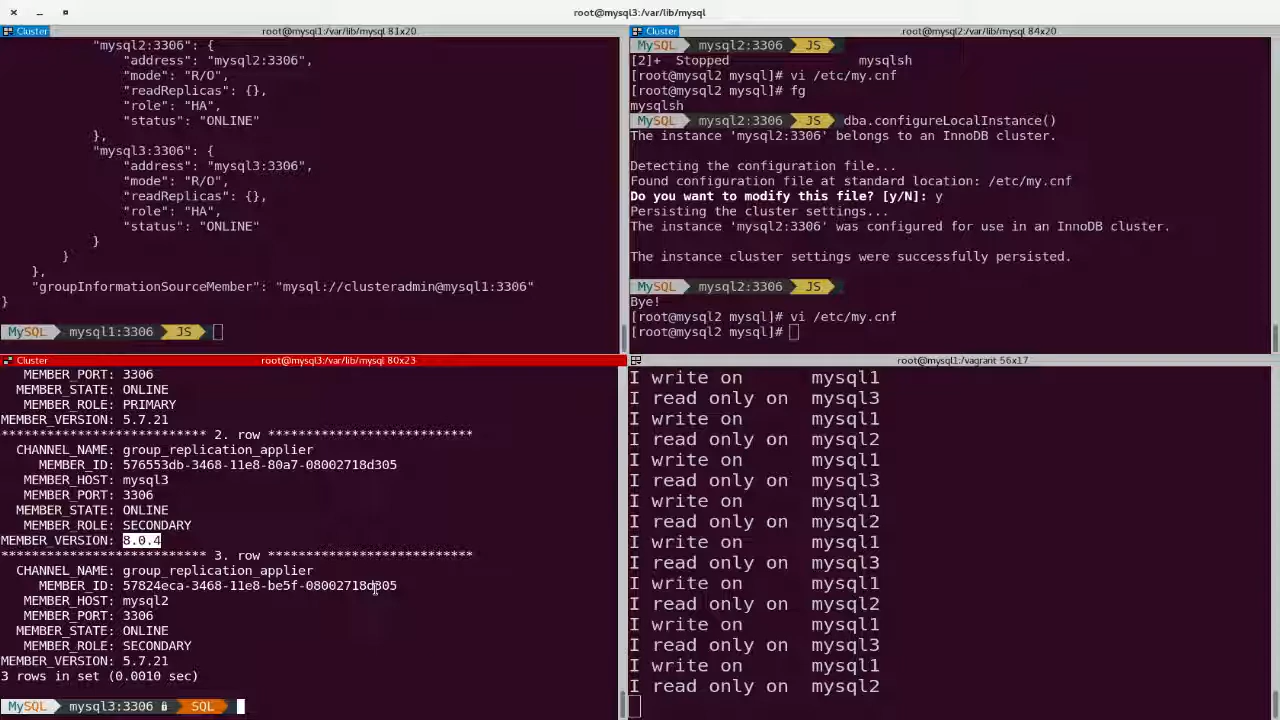 root@mysql3:/var/lib/mysql
Cluster
root@mysql1:/var/lib/mysql 81x20
"mysql2:3306": {
"address": "mysql2:3306",
"mode": "R/O",
"readReplicas": {},
"role": "HA",
"status": "ONLINE"
},
"mysql3:3306": {
"address": "mysql3:3306",
"mode": "R/O",
"readReplicas": {},
"role": "HA",
"status": "ONLINE"
}
}
},
"groupInformationSourceMember": "mysql://clusteradmin@mysql1:3306"
}
MySQL mysql1:3306 JS
Cluster
root@mysql2:/var/lib/mysql 84x20
MySQL mysql2:3306 JS
[2]+ Stopped mysqlsh
[root@mysql2 mysql]# vi /etc/my.cnf
[root@mysql2 mysql]# fg
mysqlsh
MySQL mysql2:3306 JS dba.configureLocalInstance()
The instance 'mysql2:3306' belongs to an InnoDB cluster.
Detecting the configuration file...
Found configuration file at standard location: /etc/my.cnf
Do you want to modify this file? [y/N]: y
Persisting the cluster settings...
The instance 'mysql2:3306' was configured for use in an InnoDB cluster.
The instance cluster settings were successfully persisted.
MySQL mysql2:3306 JS
Bye!
[root@mysql2 mysql]# vi /etc/my.cnf
[root@mysql2 mysql]#
Cluster
root@mysql3:/var/lib/mysql 80x23
MEMBER_PORT: 3306
MEMBER_STATE: ONLINE
MEMBER_ROLE: PRIMARY
MEMBER_VERSION: 5.7.21
*************************** 2. row ***************************
CHANNEL_NAME: group_replication_applier
MEMBER_ID: 576553db-3468-11e8-80a7-08002718d305
MEMBER_HOST: mysql3
MEMBER_PORT: 3306
MEMBER_STATE: ONLINE
MEMBER_ROLE: SECONDARY
MEMBER_VERSION: 8.0.4
*************************** 3. row ***************************
CHANNEL_NAME: group_replication_applier
MEMBER_ID: 57824eca-3468-11e8-be5f-08002718d305
MEMBER_HOST: mysql2
MEMBER_PORT: 3306
MEMBER_STATE: ONLINE
MEMBER_ROLE: SECONDARY
MEMBER_VERSION: 5.7.21
3 rows in set (0.0010 sec)
MySQL mysql3:3306 SQL
root@mysql1:/vagrant 56x17
I write on mysql1
I read only on mysql3
I write on mysql1
I read only on mysql2
I write on mysql1
I read only on mysql3
I write on mysql1
I read only on mysql2
I write on mysql1
I read only on mysql3
I write on mysql1
I read only on mysql2
I write on mysql1
I read only on mysql3
I write on mysql1
I read only on mysql2